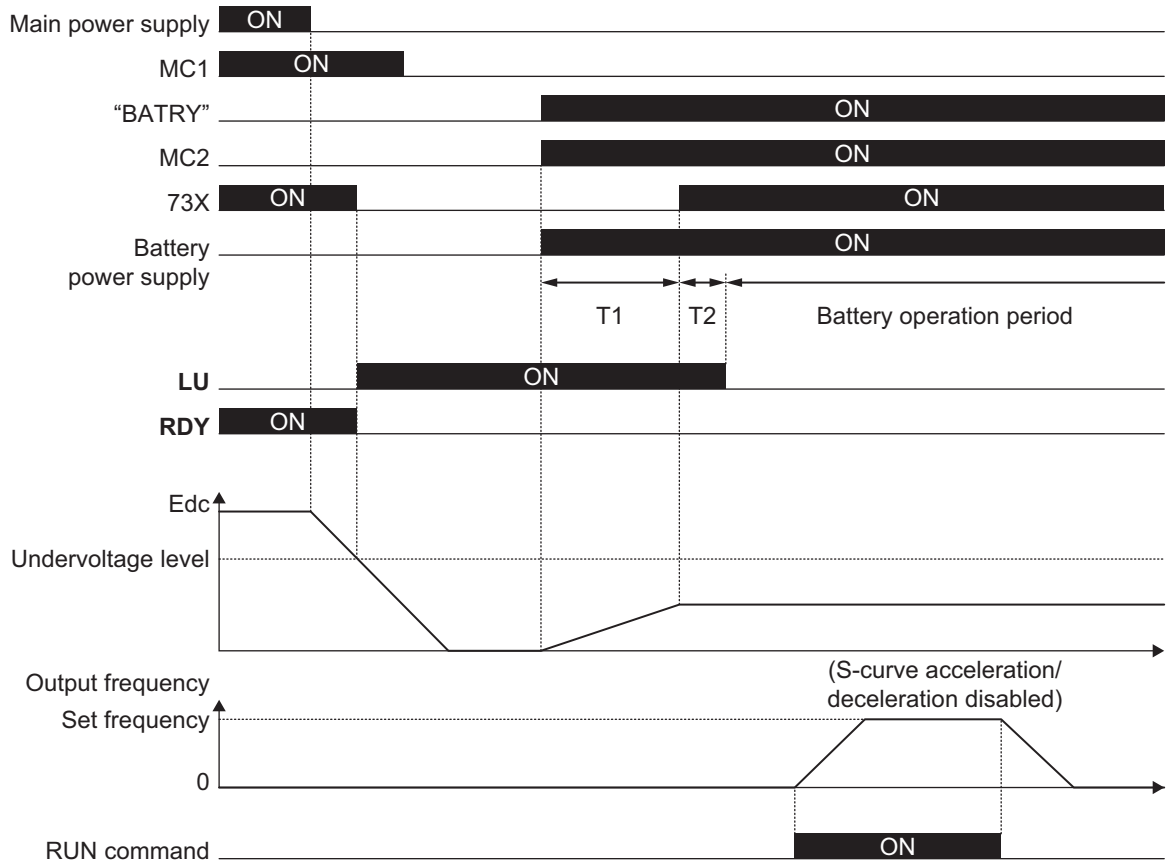 Main power supply ON
MC1 ON
“BATRY” ON
MC2 ON
73X ON ON
Battery
power supply ON
T1 T2 Battery operation period
LU ON
RDY ON
Edc
Undervoltage level
Output frequency
(S-curve acceleration/
deceleration disabled)
Set frequency
0
RUN command ON